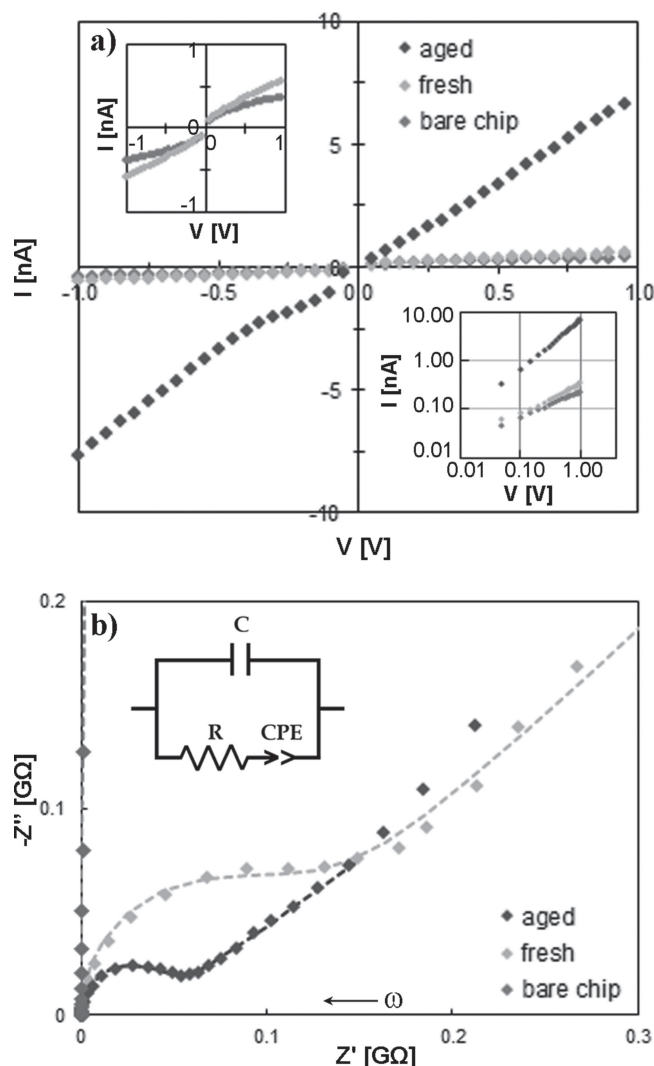 a)
10
5
0
-5
-10
I [nA]
-1.0
-0.5
0.0
0.5
1.0
V [V]
aged
fresh
bare chip
1
0
-1
I [nA]
-1
0
1
V [V]
10.00
1.00
0.10
0.01
I [nA]
0.01
0.10
1.00
V [V]
b)
0.2
0.1
0
-Z" [GΩ]
C
R CPE
aged
fresh
bare chip
ω
0
0.1
0.2
0.3
Z' [GΩ]